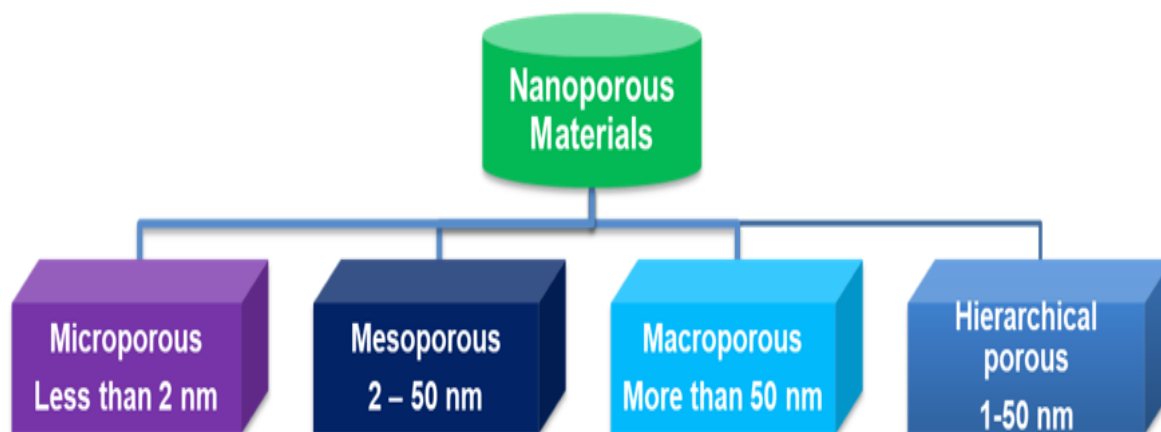 Nanoporous
Materials
Microporous
Less than 2 nm
Mesoporous
2 – 50 nm
Macroporous
More than 50 nm
Hierarchical
porous
1-50 nm